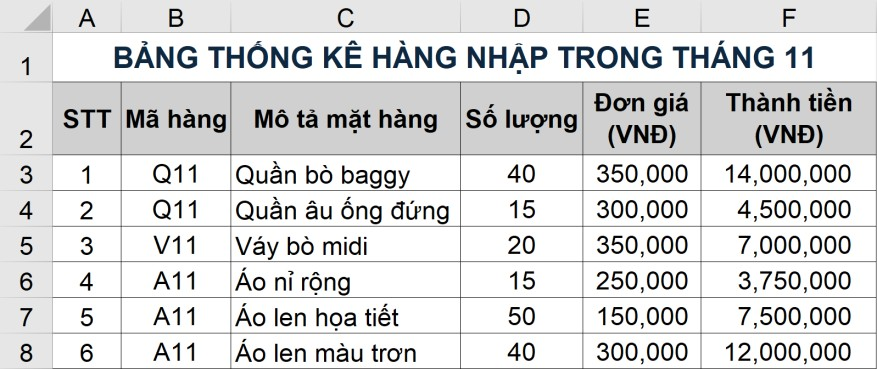 A B C D E F
1 BẢNG THỐNG KÊ HÀNG NHẬP TRONG THÁNG 11
2 STT Mã hàng Mô tả mặt hàng Số lượng Đơn giá (VNĐ) Thành tiền (VNĐ)
3 1 Q11 Quần bò baggy 40 350,000 14,000,000
4 2 Q11 Quần âu ống đứng 15 300,000 4,500,000
5 3 V11 Váy bò midi 20 350,000 7,000,000
6 4 A11 Áo nỉ rộng 15 250,000 3,750,000
7 5 A11 Áo len họa tiết 50 150,000 7,500,000
8 6 A11 Áo len màu trơn 40 300,000 12,000,000